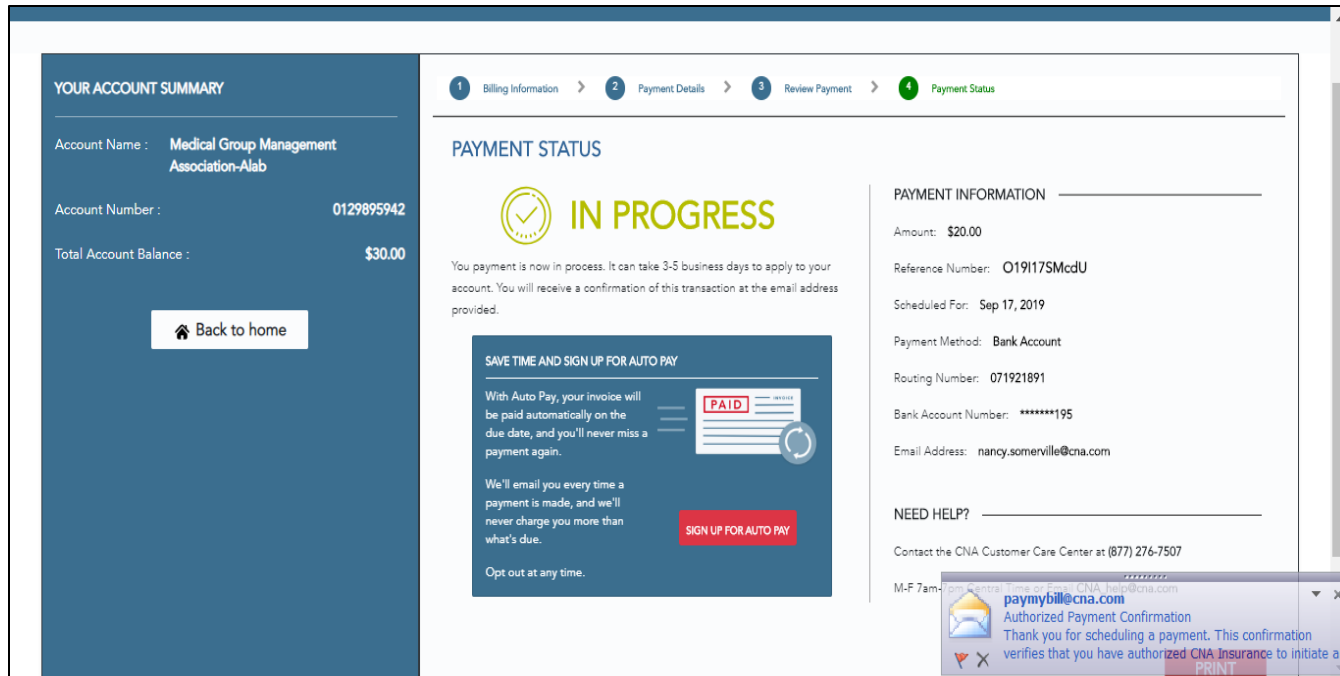 YOUR ACCOUNT SUMMARY
Account Name : Medical Group Management
Association-Alab
Account Number : 0129895942
Total Account Balance : $30.00
Back to home
1 Billing Information > 2 Payment Details > 3 Review Payment > 4 Payment Status
PAYMENT STATUS
IN PROGRESS
You payment is now in process. It can take 3-5 business days to apply to your
account. You will receive a confirmation of this transaction at the email address
provided.
SAVE TIME AND SIGN UP FOR AUTO PAY
With Auto Pay, your invoice will
be paid automatically on the
due date, and you'll never miss a
payment again.
We'll email you every time a
payment is made, and we'll
never charge you more than
what's due.
Opt out at any time.
PAID
INVOICE
SIGN UP FOR AUTO PAY
PAYMENT INFORMATION
Amount: $20.00
Reference Number: O19I17SMcdU
Scheduled For: Sep 17, 2019
Payment Method: Bank Account
Routing Number: 071921891
Bank Account Number: *******195
Email Address: nancy.somerville@cna.com
NEED HELP?
Contact the CNA Customer Care Center at (877) 276-7507
M-F 7am-7pm Central Time or Email CNA_help@cna.com
paymybill@cna.com
Authorized Payment Confirmation
Thank you for scheduling a payment. This confirmation
verifies that you have authorized CNA Insurance to initiate a
PRINT